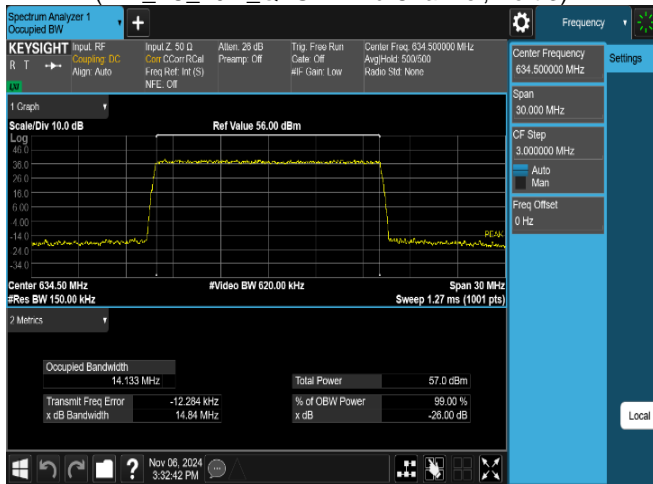 Spectrum Analyzer 1
Occupied BW
Frequency
KEYSIGHT
R T
LXI
Input: RF
Coupling: DC
Align: Auto
Input Z: 50 Ω
Corr CCorr RCal
Freq Ref: Int (S)
NFE: Off
Atten: 26 dB
Preamp: Off
Trig: Free Run
Gate: Off
#IF Gain: Low
Center Freq: 634.500000 MHz
Avg|Hold: 500/500
Radio Std: None
1 Graph
Scale/Div 10.0 dB
Ref Value 56.00 dBm
Log
46.0
36.0
26.0
16.0
6.00
-4.00
-14.0
-24.0
-34.0
PEAK
Center 634.50 MHz
#Video BW 620.00 kHz
Span 30 MHz
#Res BW 150.00 kHz
Sweep 1.27 ms (1001 pts)
2 Metrics
Occupied Bandwidth
14.133 MHz
Total Power 57.0 dBm
Transmit Freq Error -12.284 kHz
% of OBW Power 99.00 %
x dB Bandwidth 14.84 MHz
x dB -26.00 dB
Center Frequency
634.500000 MHz
Settings
Span
30.000 MHz
CF Step
3.000000 MHz
Auto
Man
Freq Offset
0 Hz
Local
Nov 06, 2024
3:32:42 PM